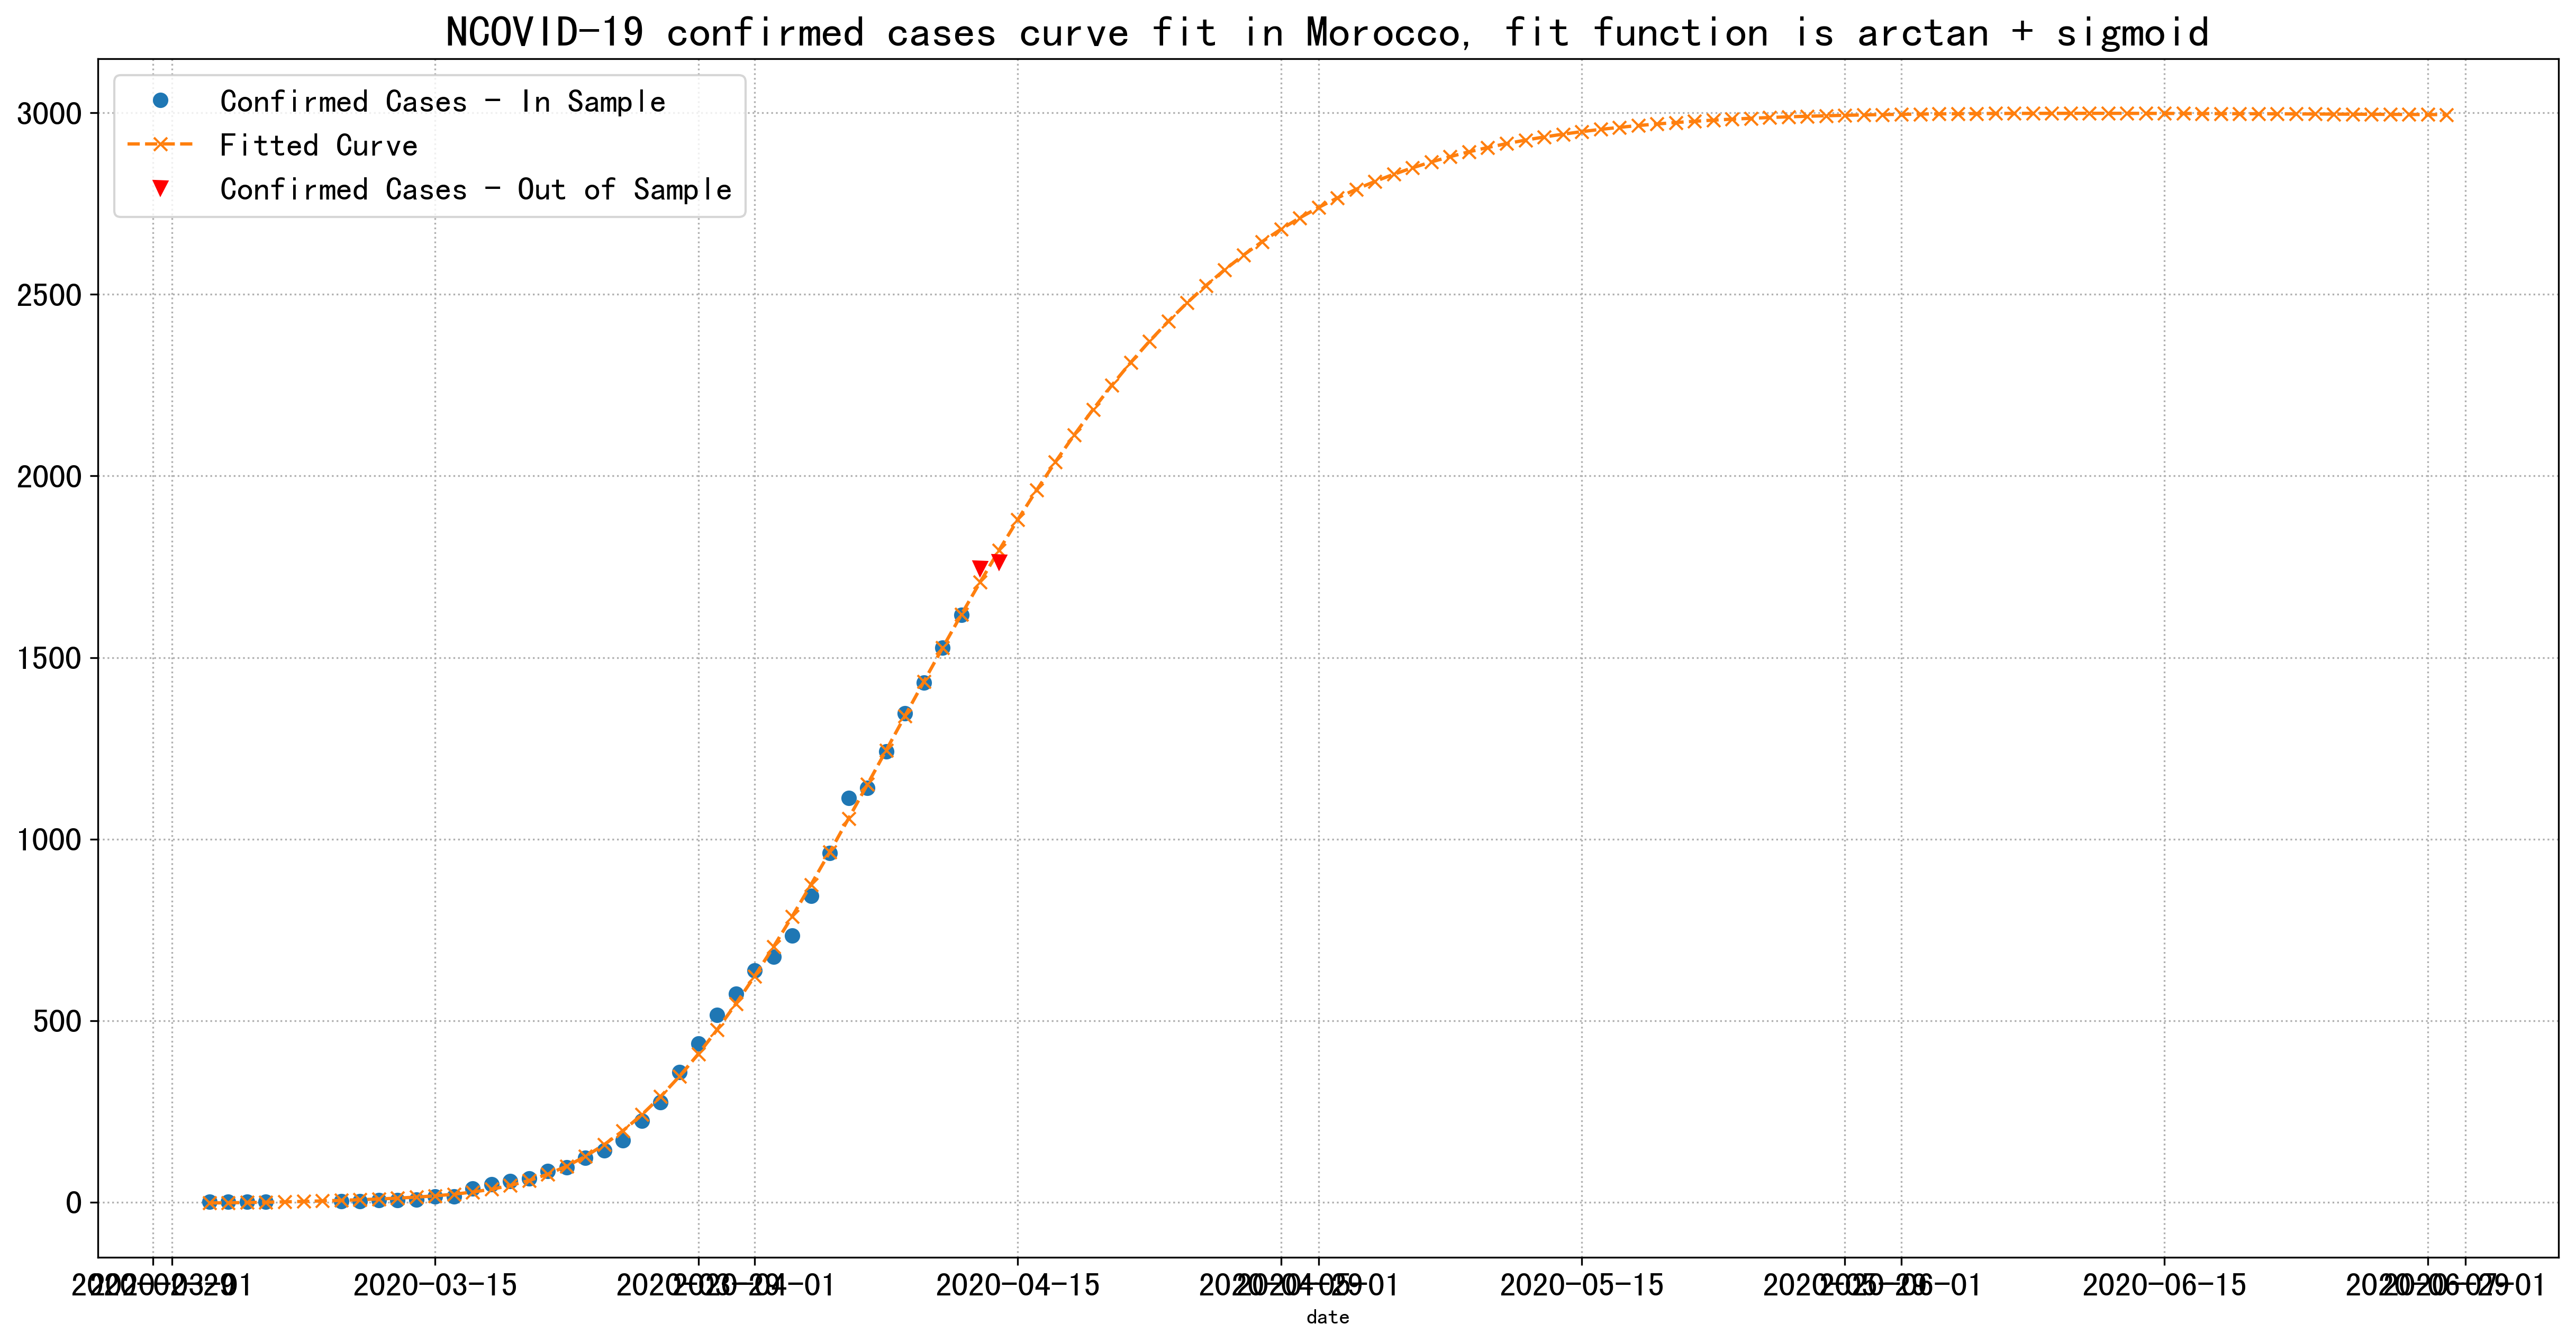 NCOVID-19 confirmed cases curve fit in Morocco, fit function is arctan + sigmoid
Confirmed Cases - In Sample
Fitted Curve
Confirmed Cases - Out of Sample
3000
2500
2000
1500
1000
500
0
2020-03-15
2020-04-15
2020-05-15
2020-06-15
date